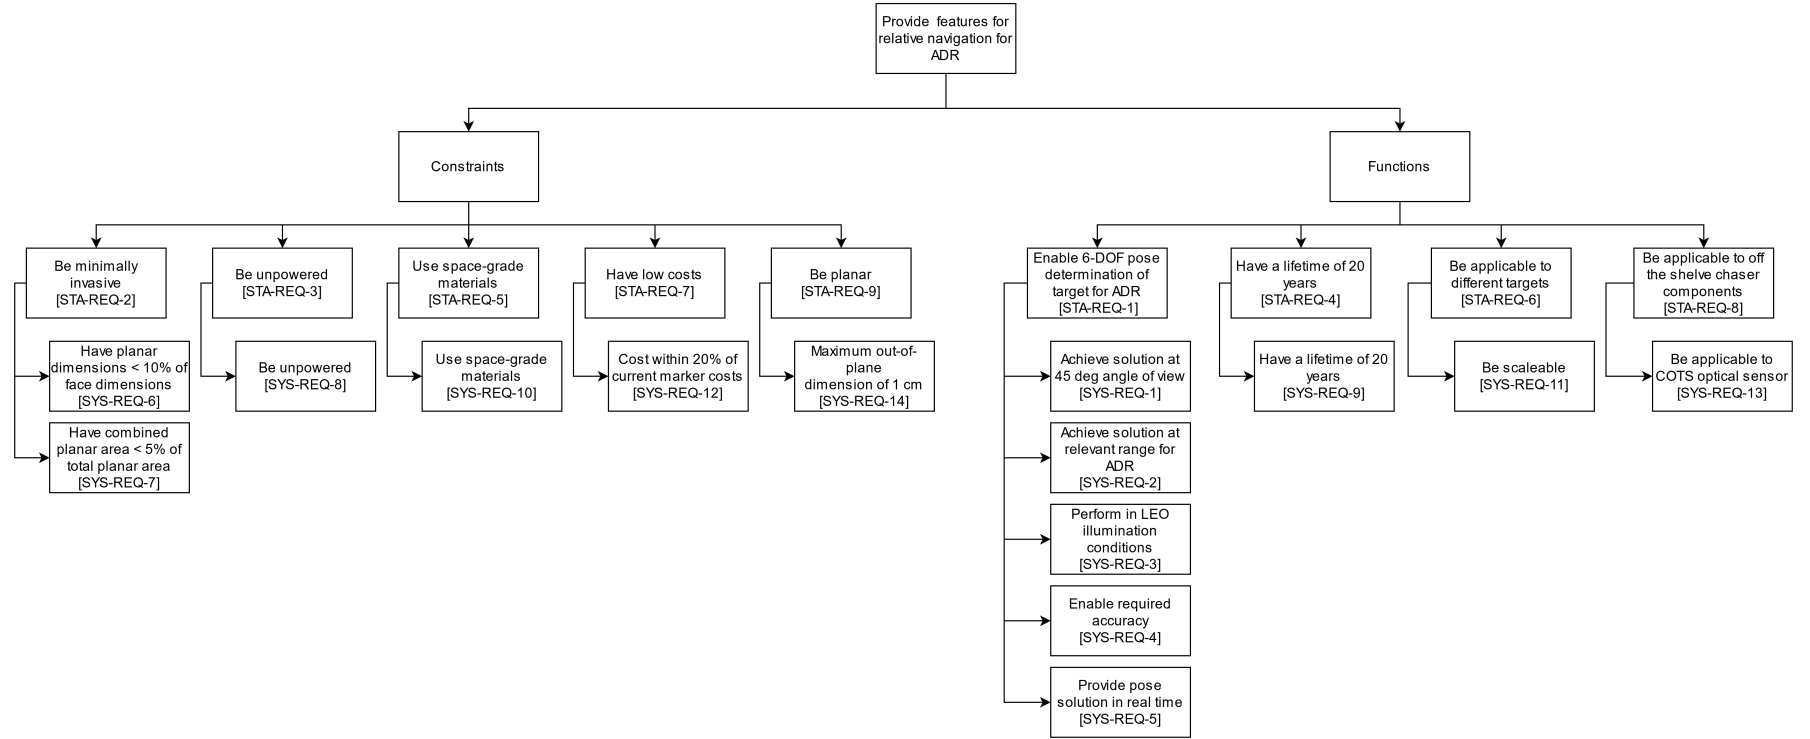 Provide features for
relative navigation for
ADR
Constraints
Functions
Be minimally
invasive
[STA-REQ-2]
Be unpowered
[STA-REQ-3]
Use space-grade
materials
[STA-REQ-5]
Have low costs
[STA-REQ-7]
Be planar
[STA-REQ-9]
Enable 6-DOF pose
determination of
target for ADR
[STA-REQ-1]
Have a lifetime of 20
years
[STA-REQ-4]
Be applicable to
different targets
[STA-REQ-6]
Be applicable to off
the shelve chaser
components
[STA-REQ-8]
Have planar
dimensions < 10% of
face dimensions
[SYS-REQ-6]
Be unpowered
[SYS-REQ-8]
Use space-grade
materials
[SYS-REQ-10]
Cost within 20% of
current marker costs
[SYS-REQ-12]
Maximum out-of-
plane
dimension of 1 cm
[SYS-REQ-14]
Achieve solution at
45 deg angle of view
[SYS-REQ-1]
Have a lifetime of 20
years
[SYS-REQ-9]
Be scaleable
[SYS-REQ-11]
Be applicable to
COTS optical sensor
[SYS-REQ-13]
Have combined
planar area < 5% of
total planar area
[SYS-REQ-7]
Achieve solution at
relevant range for
ADR
[SYS-REQ-2]
Perform in LEO
illumination
conditions
[SYS-REQ-3]
Enable required
accuracy
[SYS-REQ-4]
Provide pose
solution in real time
[SYS-REQ-5]